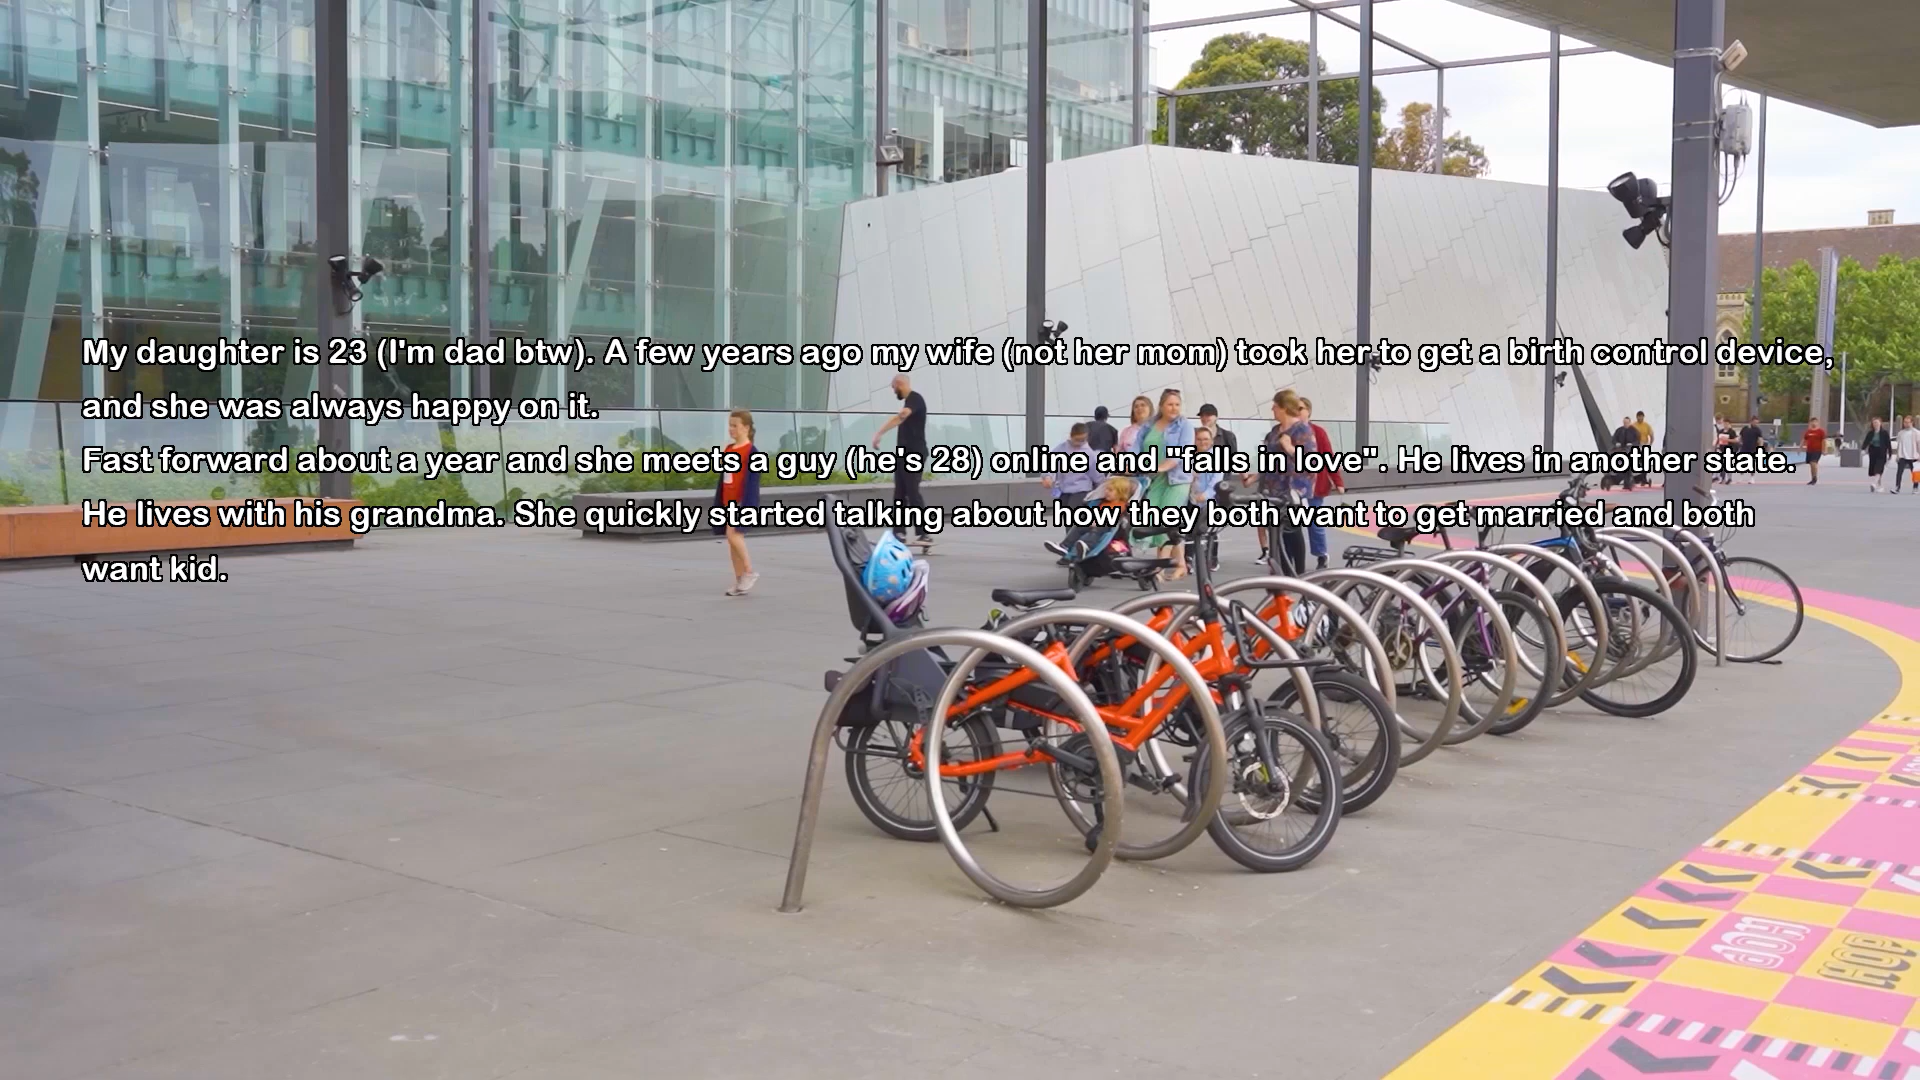 My daughter is 23 (I'm dad btw). A few years ago my wife (not her mom) took her to get a birth control device,
and she was always happy on it.
Fast forward about a year and she meets a guy (he's 28) online and "falls in love". He lives in another state.
He lives with his grandma. She quickly started talking about how they both want to get married and both
want kid.
HOP
HOP